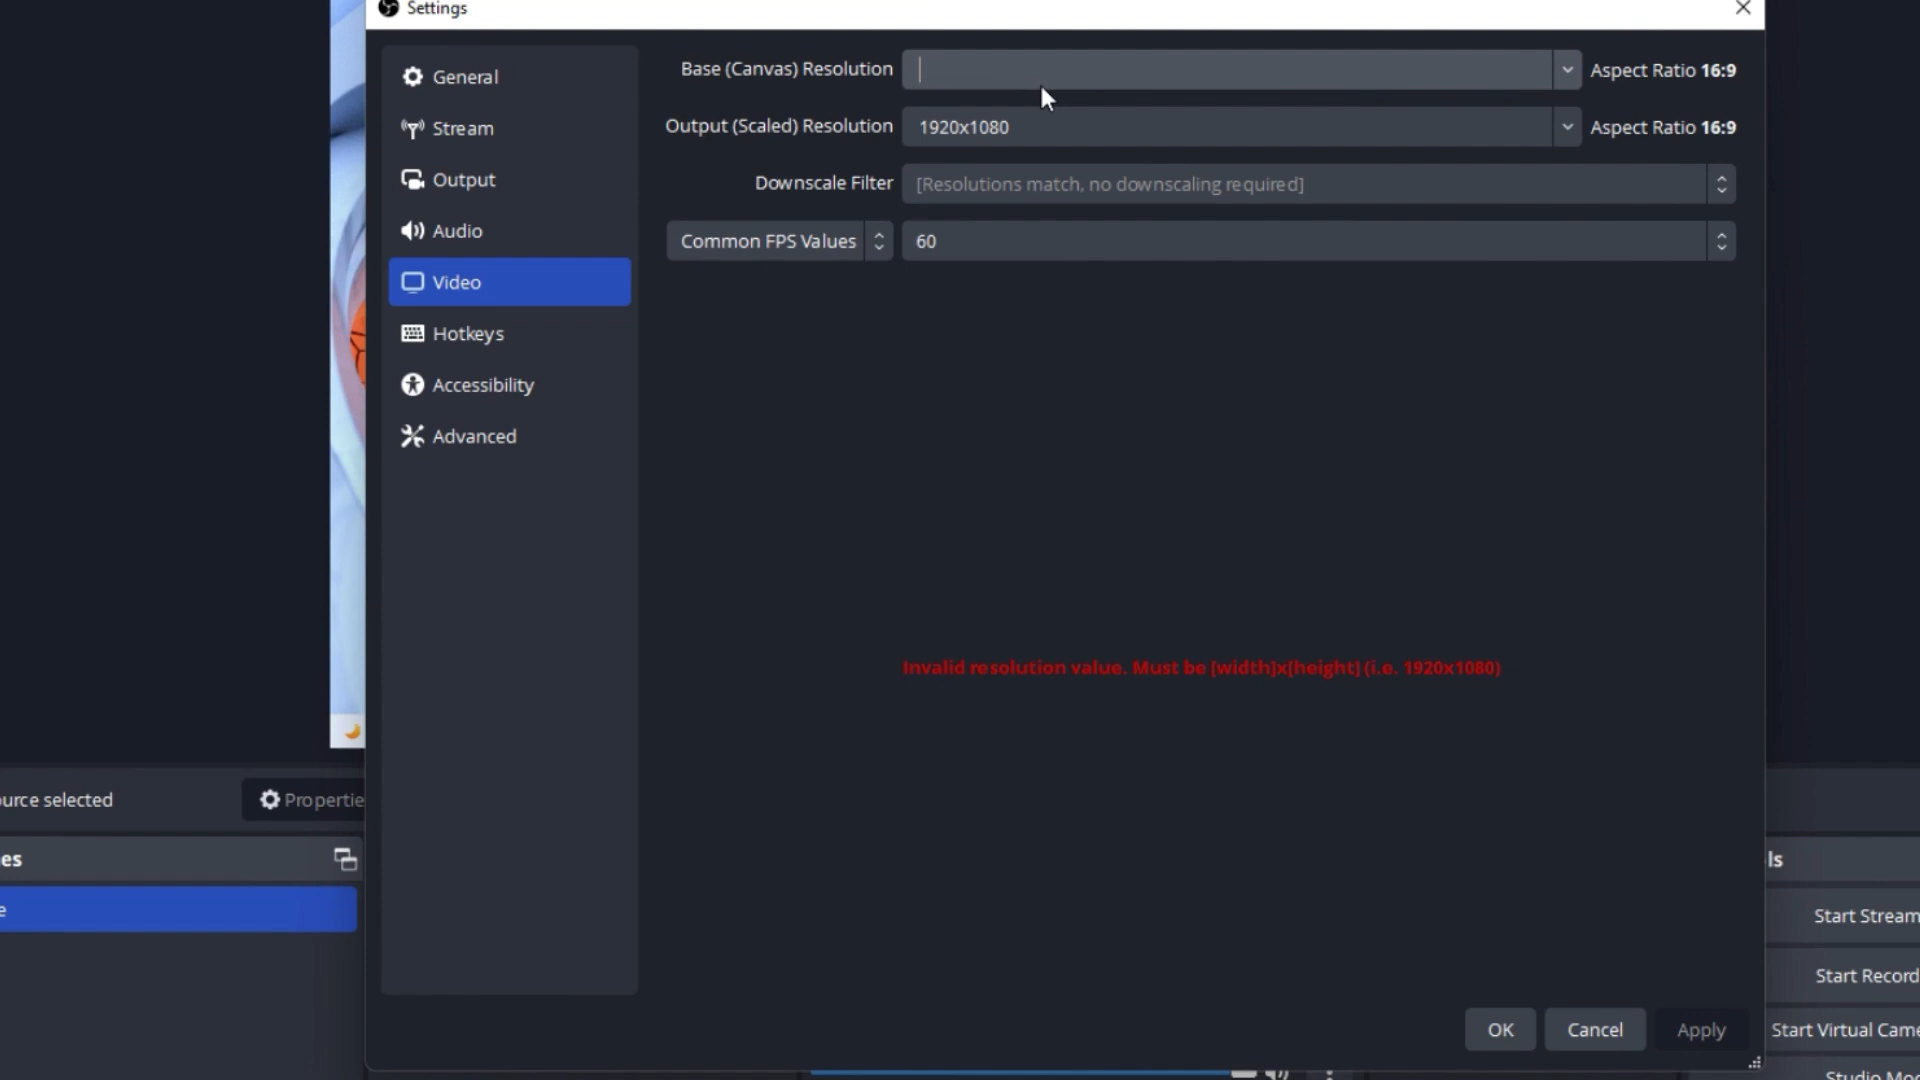 Settings
General
Stream
Output
Audio
Video
Hotkeys
Accessibility
Advanced
Base (Canvas) Resolution
Aspect Ratio 16:9
Output (Scaled) Resolution 1920x1080
Aspect Ratio 16:9
Downscale Filter [Resolutions match, no downscaling required]
Common FPS Values 60
Invalid resolution value. Must be [width]x[height] (i.e. 1920x1080)
ource selected
Propertie
es
e
ls
Start Stream
Start Record
Start Virtual Came
Studio Mod
OK
Cancel
Apply